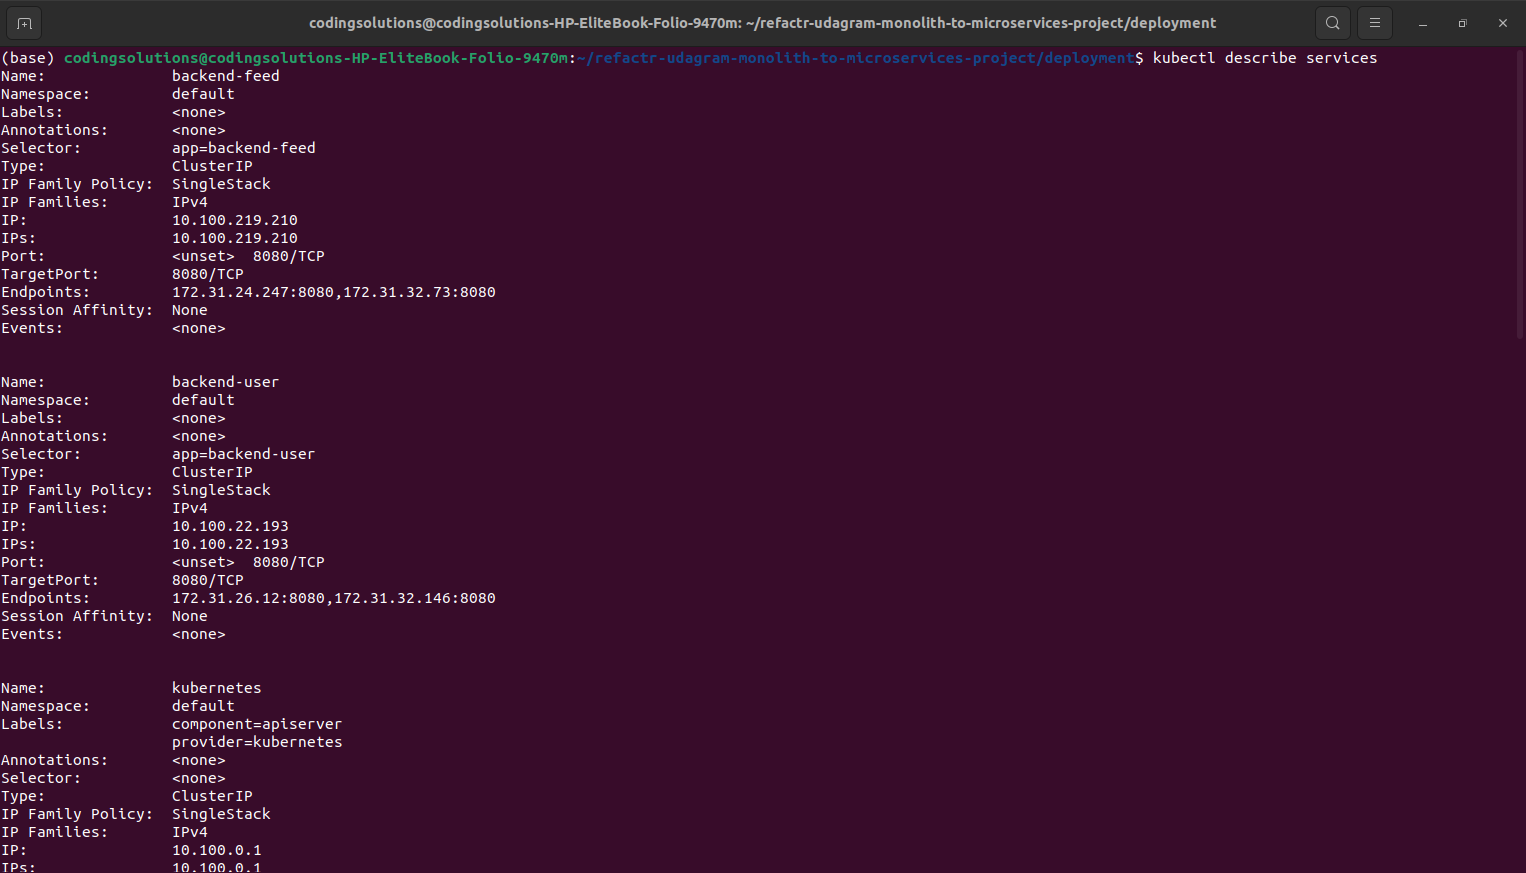 codingsolutions@codingsolutions-HP-EliteBook-Folio-9470m: ~/refactr-udagram-monolith-to-microservices-project/deployment
(base) codingsolutions@codingsolutions-HP-EliteBook-Folio-9470m:~/refactr-udagram-monolith-to-microservices-project/deployment$ kubectl describe services
Name:              backend-feed
Namespace:         default
Labels:            <none>
Annotations:       <none>
Selector:          app=backend-feed
Type:              ClusterIP
IP Family Policy:  SingleStack
IP Families:       IPv4
IP:                10.100.219.210
IPs:               10.100.219.210
Port:              <unset>  8080/TCP
TargetPort:        8080/TCP
Endpoints:         172.31.24.247:8080,172.31.32.73:8080
Session Affinity:  None
Events:            <none>
Name:              backend-user
Namespace:         default
Labels:            <none>
Annotations:       <none>
Selector:          app=backend-user
Type:              ClusterIP
IP Family Policy:  SingleStack
IP Families:       IPv4
IP:                10.100.22.193
IPs:               10.100.22.193
Port:              <unset>  8080/TCP
TargetPort:        8080/TCP
Endpoints:         172.31.26.12:8080,172.31.32.146:8080
Session Affinity:  None
Events:            <none>
Name:              kubernetes
Namespace:         default
Labels:            component=apiserver
                   provider=kubernetes
Annotations:       <none>
Selector:          <none>
Type:              ClusterIP
IP Family Policy:  SingleStack
IP Families:       IPv4
IP:                10.100.0.1
IPs:               10.100.0.1